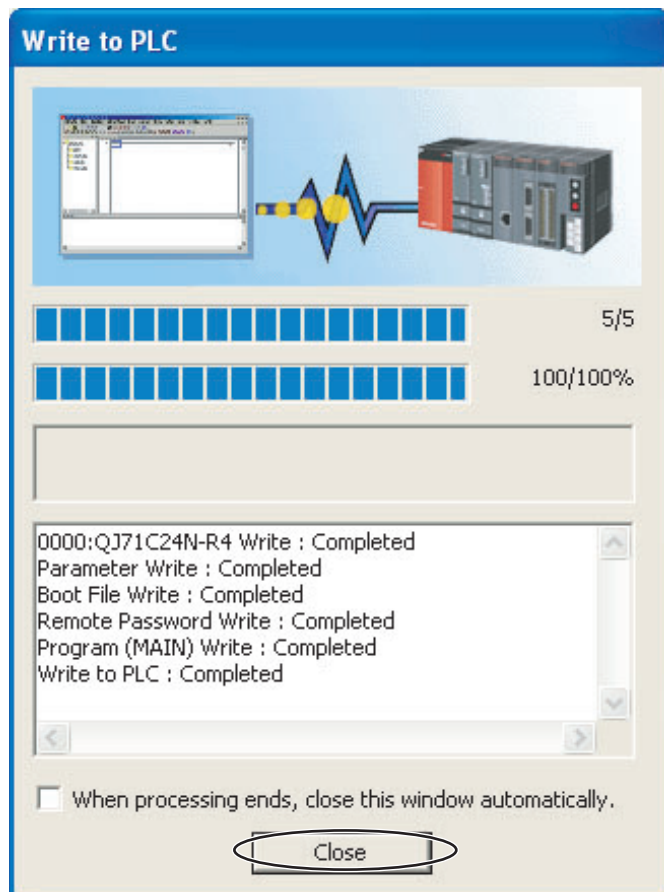 Write to PLC
5/5
100/100%
0000:QJ71C24N-R4 Write : Completed
Parameter Write : Completed
Boot File Write : Completed
Remote Password Write : Completed
Program (MAIN) Write : Completed
Write to PLC : Completed
When processing ends, close this window automatically.
Close